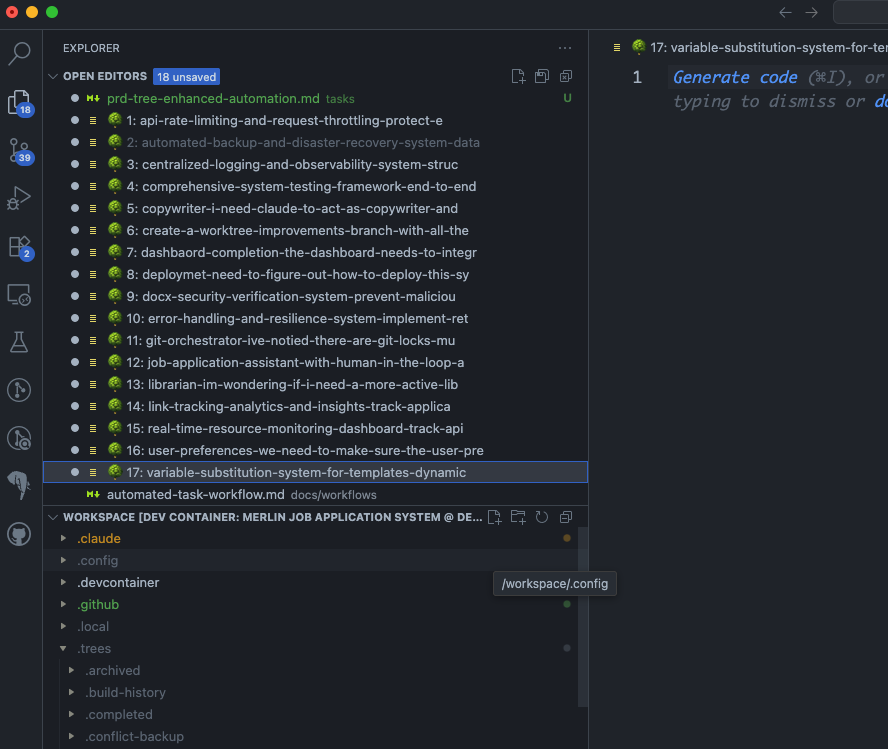 EXPLORER
17: variable-substitution-system-for-te
OPEN EDITORS 18 unsaved
prd-tree-enhanced-automation.md tasks U
1: api-rate-limiting-and-request-throttling-protect-e
2: automated-backup-and-disaster-recovery-system-data
3: centralized-logging-and-observability-system-struc
4: comprehensive-system-testing-framework-end-to-end
5: copywriter-i-need-claude-to-act-as-copywriter-and
6: create-a-worktree-improvements-branch-with-all-the
7: dashbaord-completion-the-dashboard-needs-to-integr
8: deploymet-need-to-figure-out-how-to-deploy-this-sy
9: docx-security-verification-system-prevent-maliciou
10: error-handling-and-resilience-system-implement-ret
11: git-orchestrator-ive-notied-there-are-git-locks-mu
12: job-application-assistant-with-human-in-the-loop-a
13: librarian-im-wondering-if-i-need-a-more-active-lib
14: link-tracking-analytics-and-insights-track-applica
15: real-time-resource-monitoring-dashboard-track-api
16: user-preferences-we-need-to-make-sure-the-user-pre
17: variable-substitution-system-for-templates-dynamic
automated-task-workflow.md docs/workflows
WORKSPACE [DEV CONTAINER: MERLIN JOB APPLICATION SYSTEM @ DE...
.claude
.config
.devcontainer
/workspace/.config
.github
.local
.trees
.archived
.build-history
.completed
.conflict-backup
18
39
2
1 Generate code (⌘I), or
typing to dismiss or do